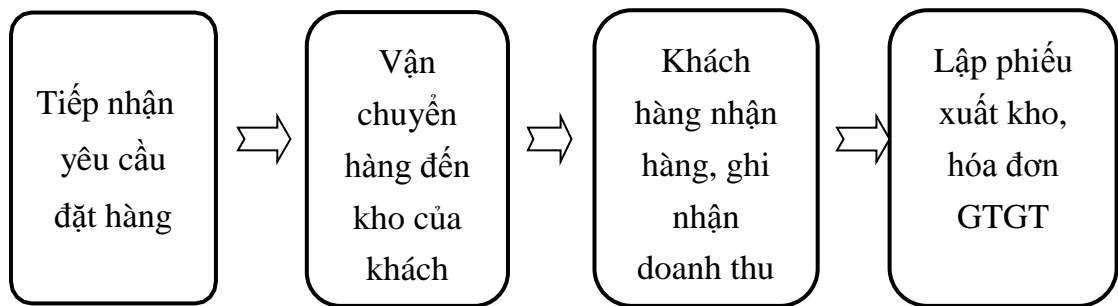 Tiếp nhận
yêu cầu
đặt hàng
Vận
chuyển
hàng đến
kho của
khách
Khách
hàng nhận
hàng, ghi
nhận
doanh thu
Lập phiếu
xuất kho,
hóa đơn
GTGT